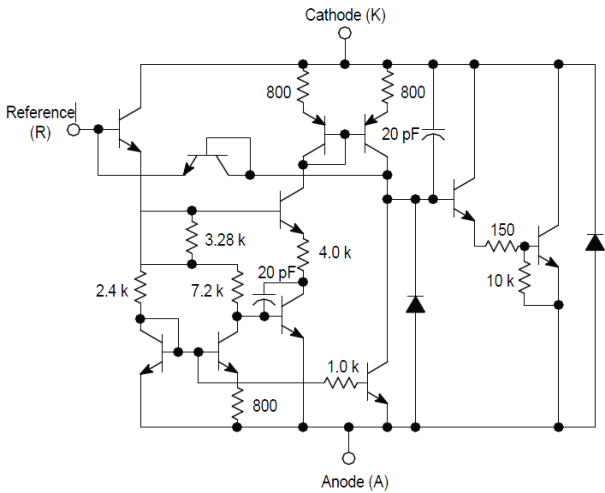 Cathode (K)
800
800
Reference
(R)
20 pF
3.28 k
4.0 k
150
20 pF
2.4 k
7.2 k
10 k
1.0 k
800
Anode (A)